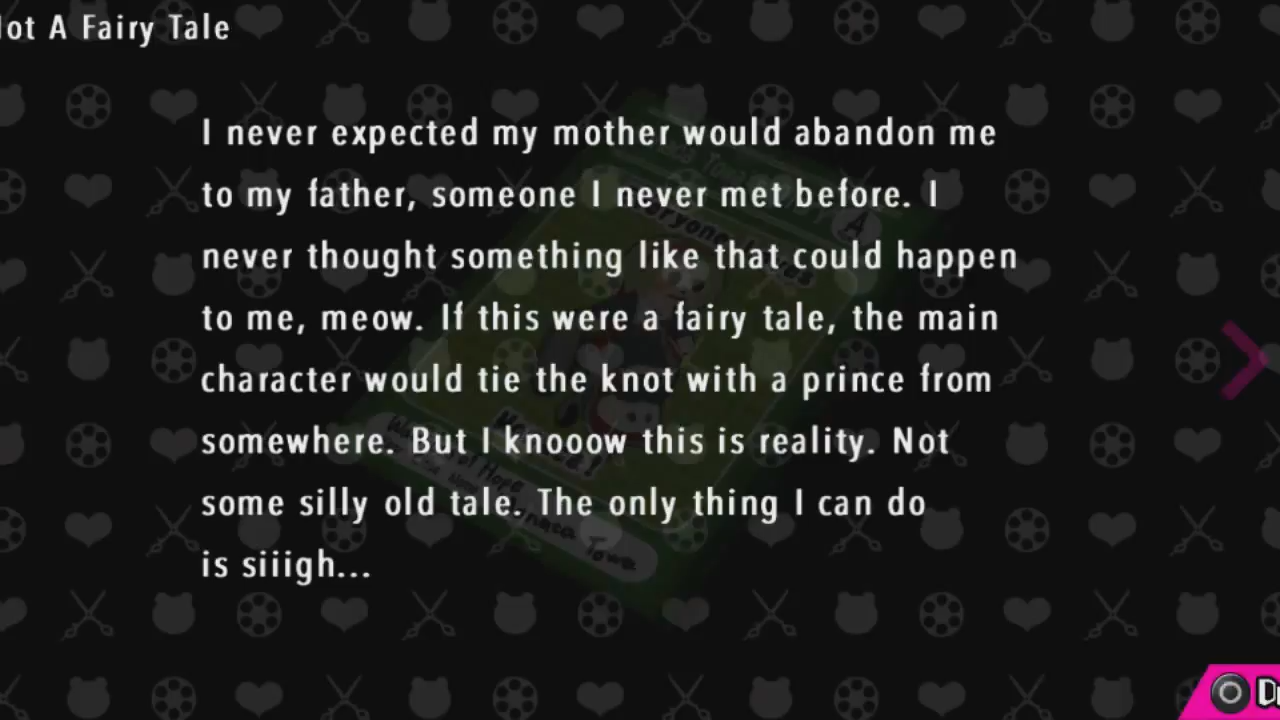 ot A Fairy Tale
I never expected my mother would abandon me
to my father, someone I never met before. I
never thought something like that could happen
to me, meow. If this were a fairy tale, the main
character would tie the knot with a prince from
somewhere. But I knooow this is reality. Not
some silly old tale. The only thing I can do
is siiigh...